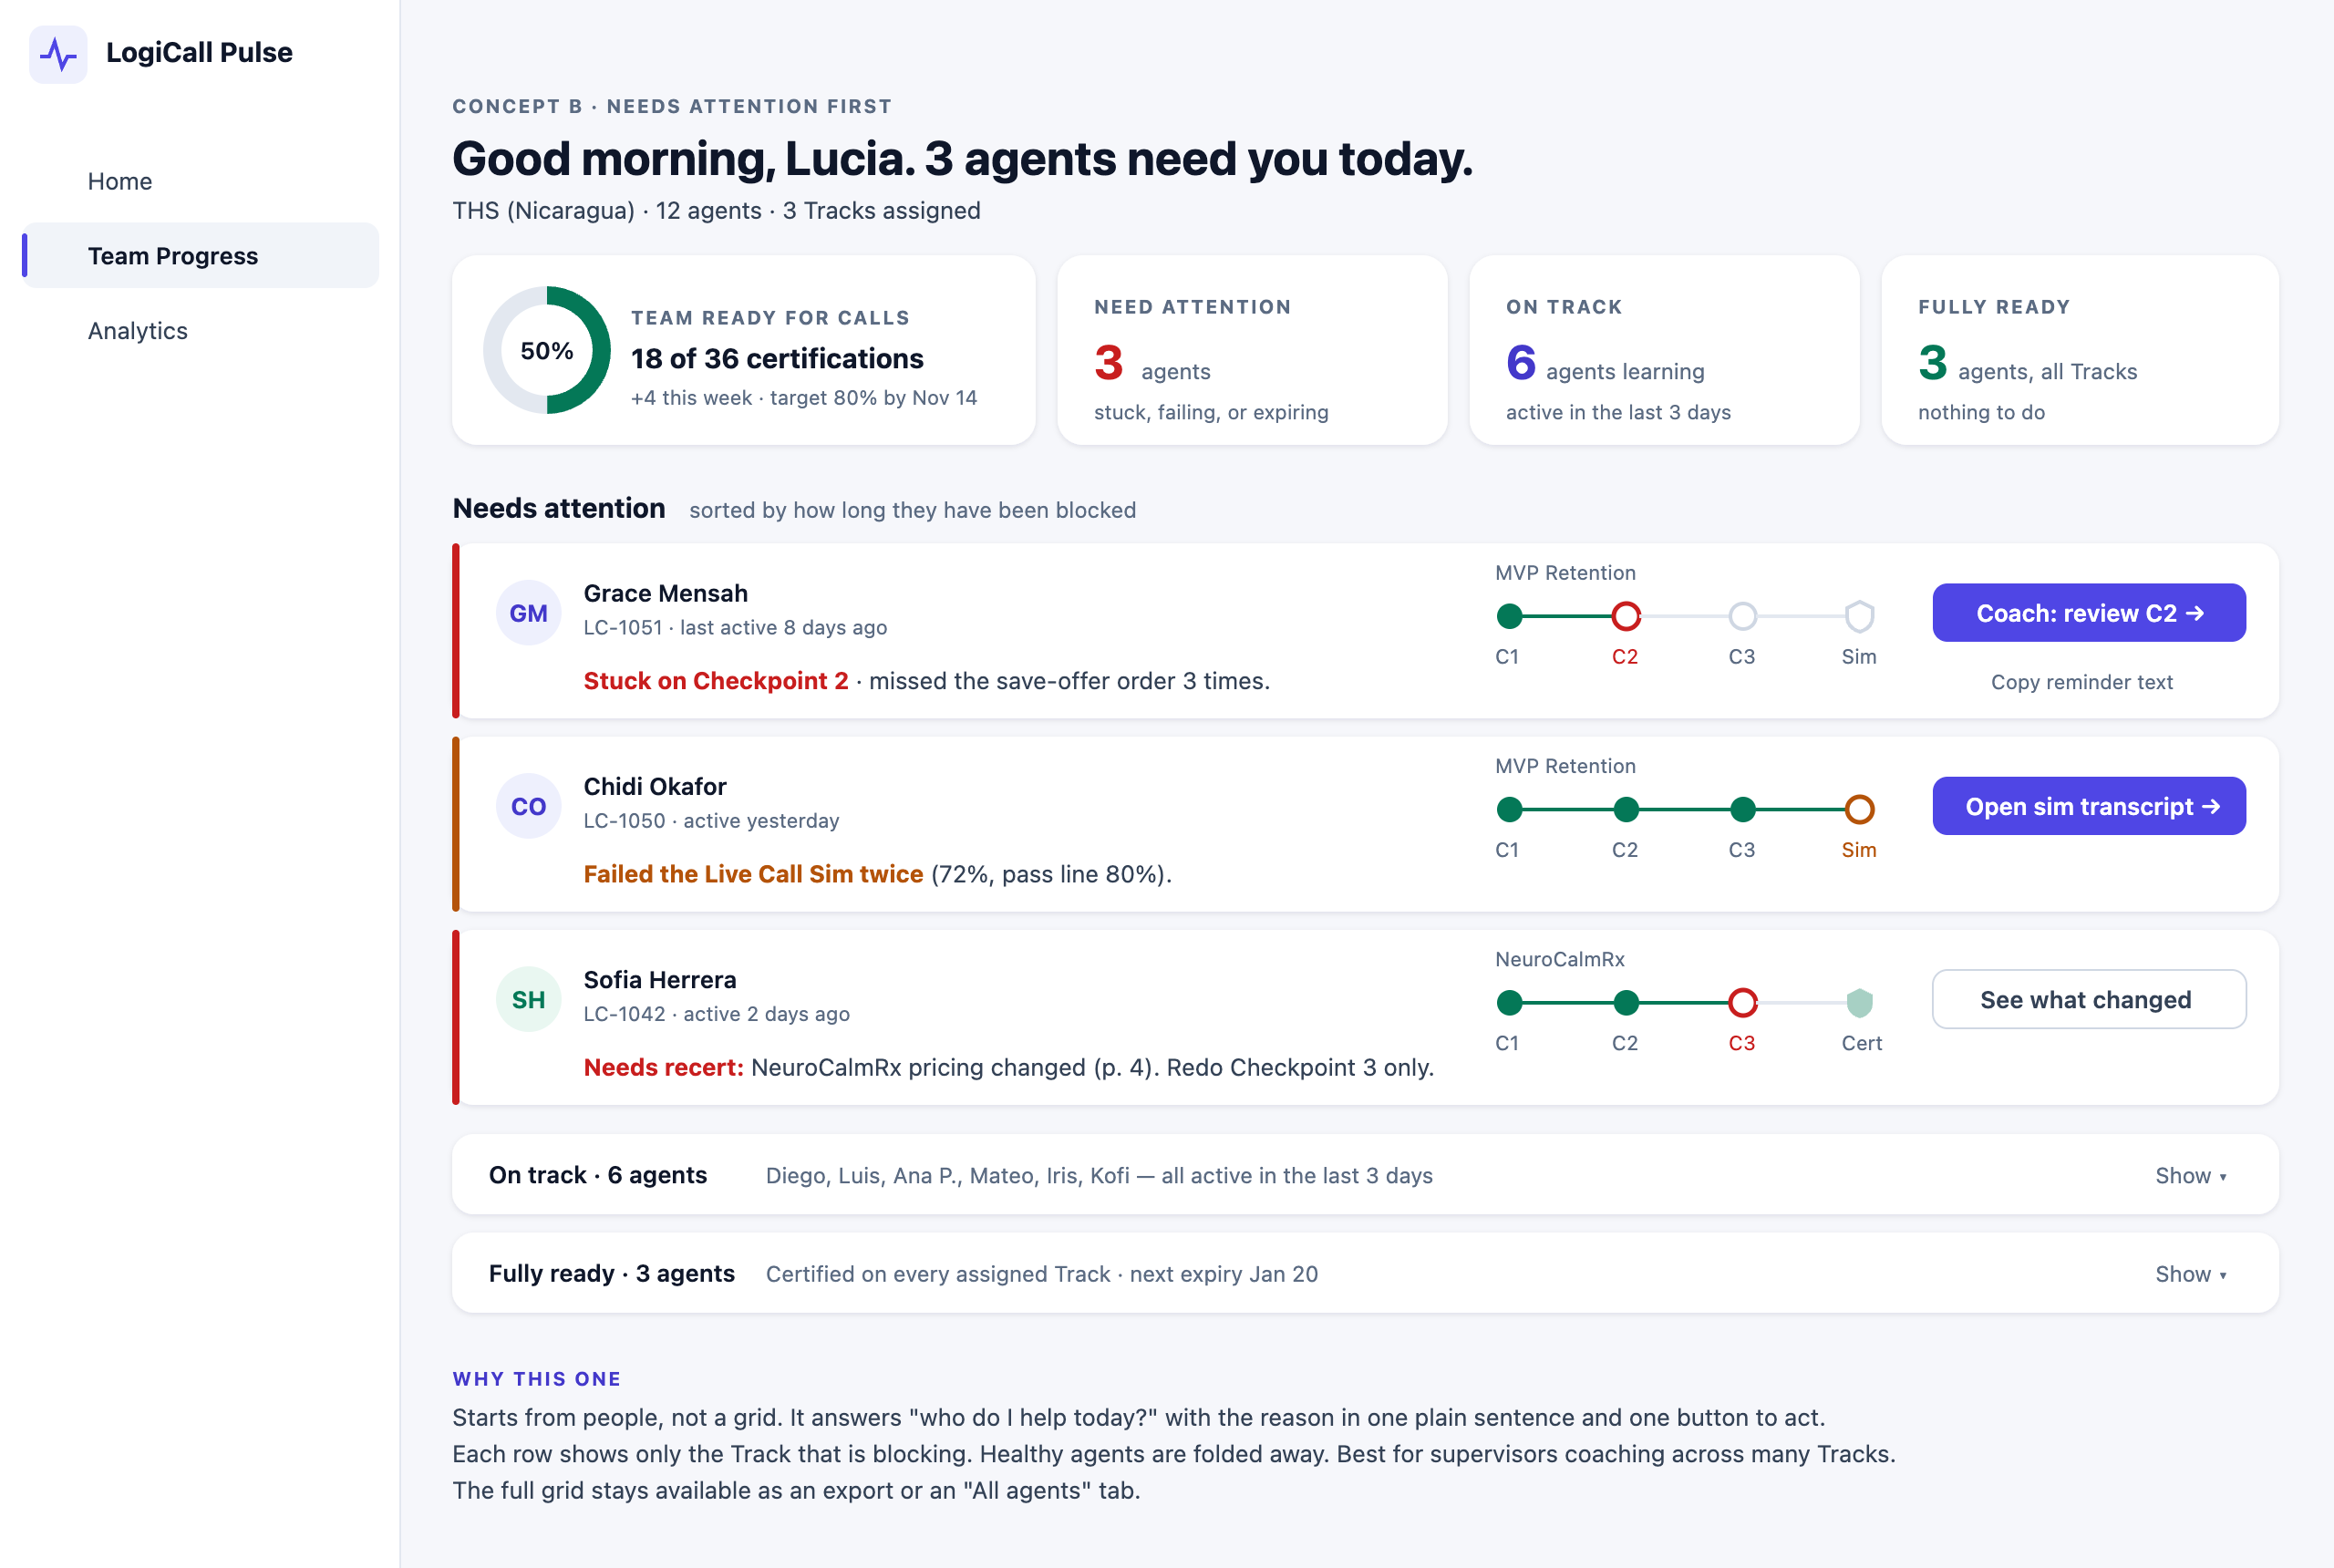 LogiCall Pulse
Home
Team Progress
Analytics
CONCEPT B · NEEDS ATTENTION FIRST
Good morning, Lucia. 3 agents need you today.
THS (Nicaragua) · 12 agents · 3 Tracks assigned
50%
TEAM READY FOR CALLS
18 of 36 certifications
+4 this week · target 80% by Nov 14
NEED ATTENTION
3 agents
stuck, failing, or expiring
ON TRACK
6 agents learning
active in the last 3 days
FULLY READY
3 agents, all Tracks
nothing to do
Needs attention sorted by how long they have been blocked
GM
Grace Mensah
LC-1051 · last active 8 days ago
Stuck on Checkpoint 2 · missed the save-offer order 3 times.
MVP Retention
C1 C2 C3 Sim
Coach: review C2 →
Copy reminder text
CO
Chidi Okafor
LC-1050 · active yesterday
Failed the Live Call Sim twice (72%, pass line 80%).
MVP Retention
C1 C2 C3 Sim
Open sim transcript →
SH
Sofia Herrera
LC-1042 · active 2 days ago
Needs recert: NeuroCalmRx pricing changed (p. 4). Redo Checkpoint 3 only.
NeuroCalmRx
C1 C2 C3 Cert
See what changed
On track · 6 agents Diego, Luis, Ana P., Mateo, Iris, Kofi — all active in the last 3 days Show ▾
Fully ready · 3 agents Certified on every assigned Track · next expiry Jan 20 Show ▾
WHY THIS ONE
Starts from people, not a grid. It answers "who do I help today?" with the reason in one plain sentence and one button to act.
Each row shows only the Track that is blocking. Healthy agents are folded away. Best for supervisors coaching across many Tracks.
The full grid stays available as an export or an "All agents" tab.